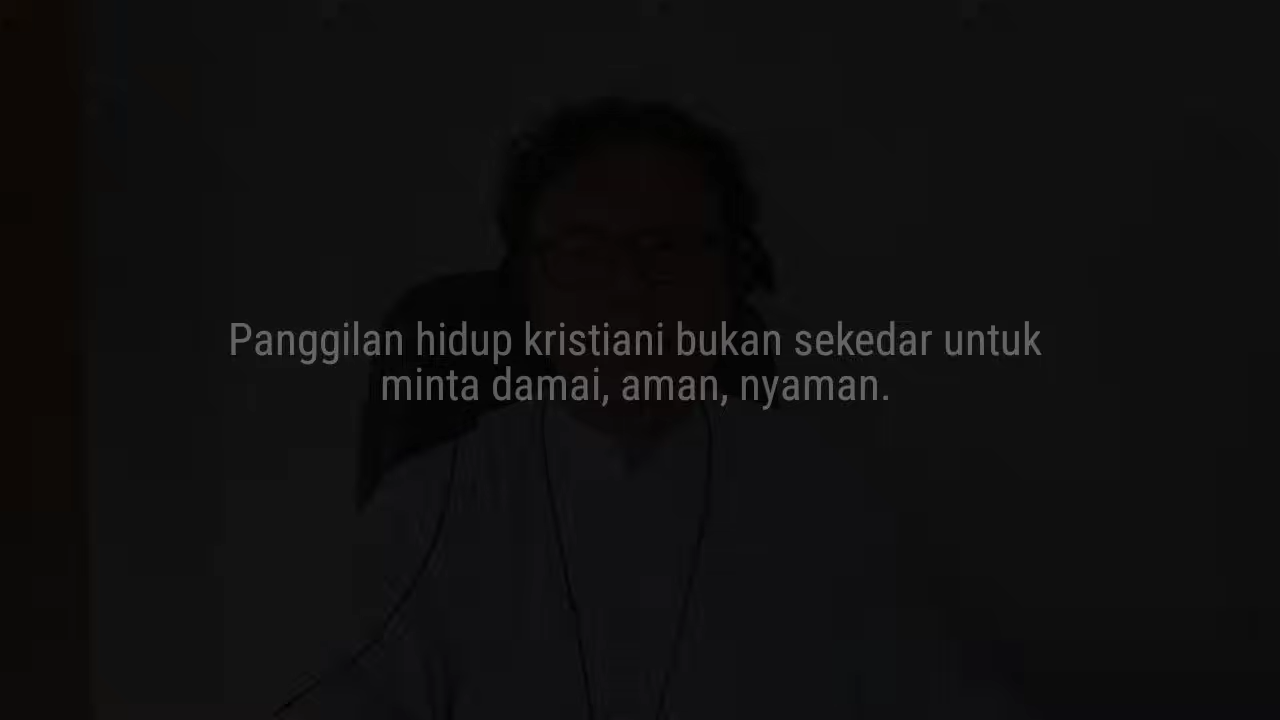 Panggilan hidup kristiani bukan sekedar untuk
minta damai, aman, nyaman.